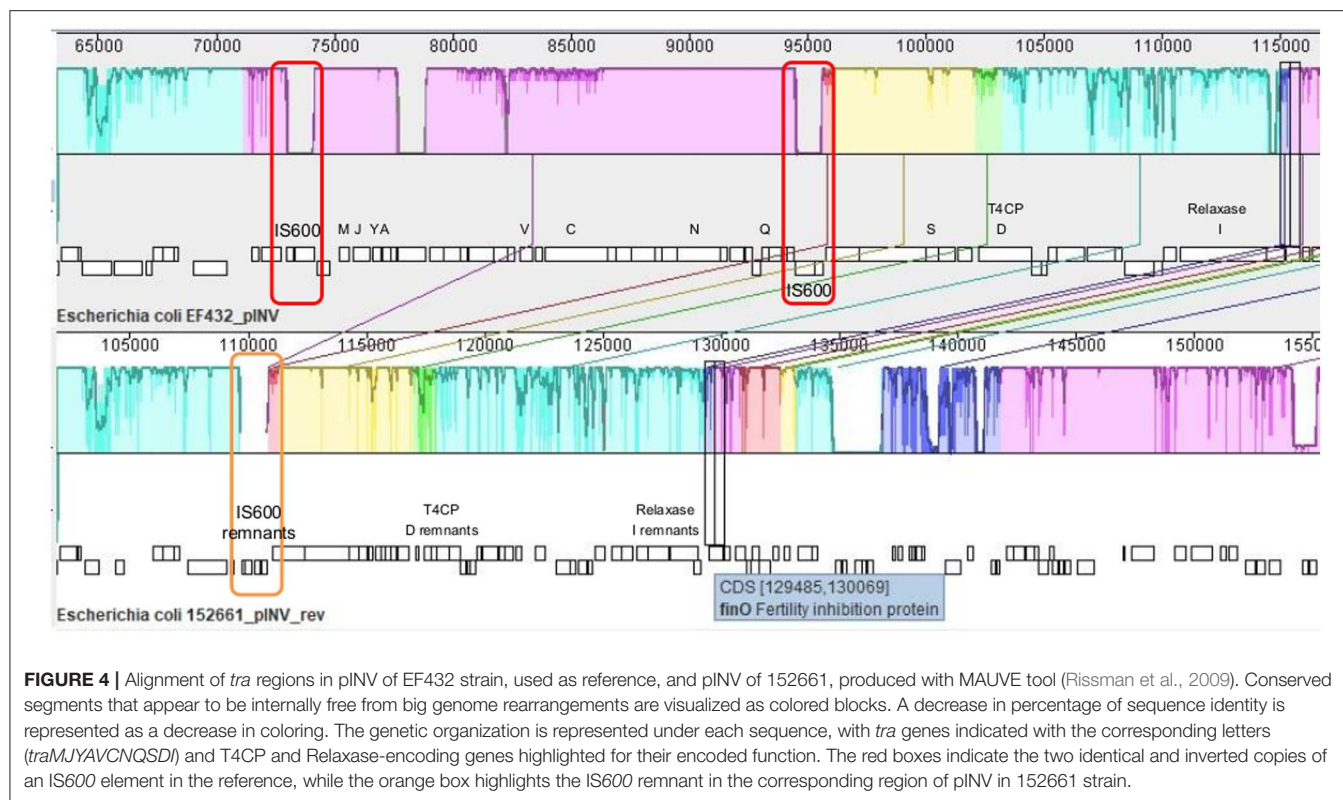 65000 70000 75000 80000 85000 90000 95000 100000 105000 110000 115000
T4CP Relaxase
IS600 M J Y A V C N Q S D I
IS600
Escherichia coli EF432_pINV
105000 110000 115000 120000 125000 130000 135000 140000 145000 150000 155000
IS600 T4CP Relaxase
remnants D remnants I remnants
CDS [129485,130069]
finO Fertility inhibition protein
Escherichia coli 152661_pINV_rev
FIGURE 4 | Alignment of tra regions in pINV of EF432 strain, used as reference, and pINV of 152661, produced with MAUVE tool (Rissman et al., 2009). Conserved
segments that appear to be internally free from big genome rearrangements are visualized as colored blocks. A decrease in percentage of sequence identity is
represented as a decrease in coloring. The genetic organization is represented under each sequence, with tra genes indicated with the corresponding letters
(traMJYAVCNQSDI) and T4CP and Relaxase-encoding genes highlighted for their encoded function. The red boxes indicate the two identical and inverted copies of
an IS600 element in the reference, while the orange box highlights the IS600 remnant in the corresponding region of pINV in 152661 strain.